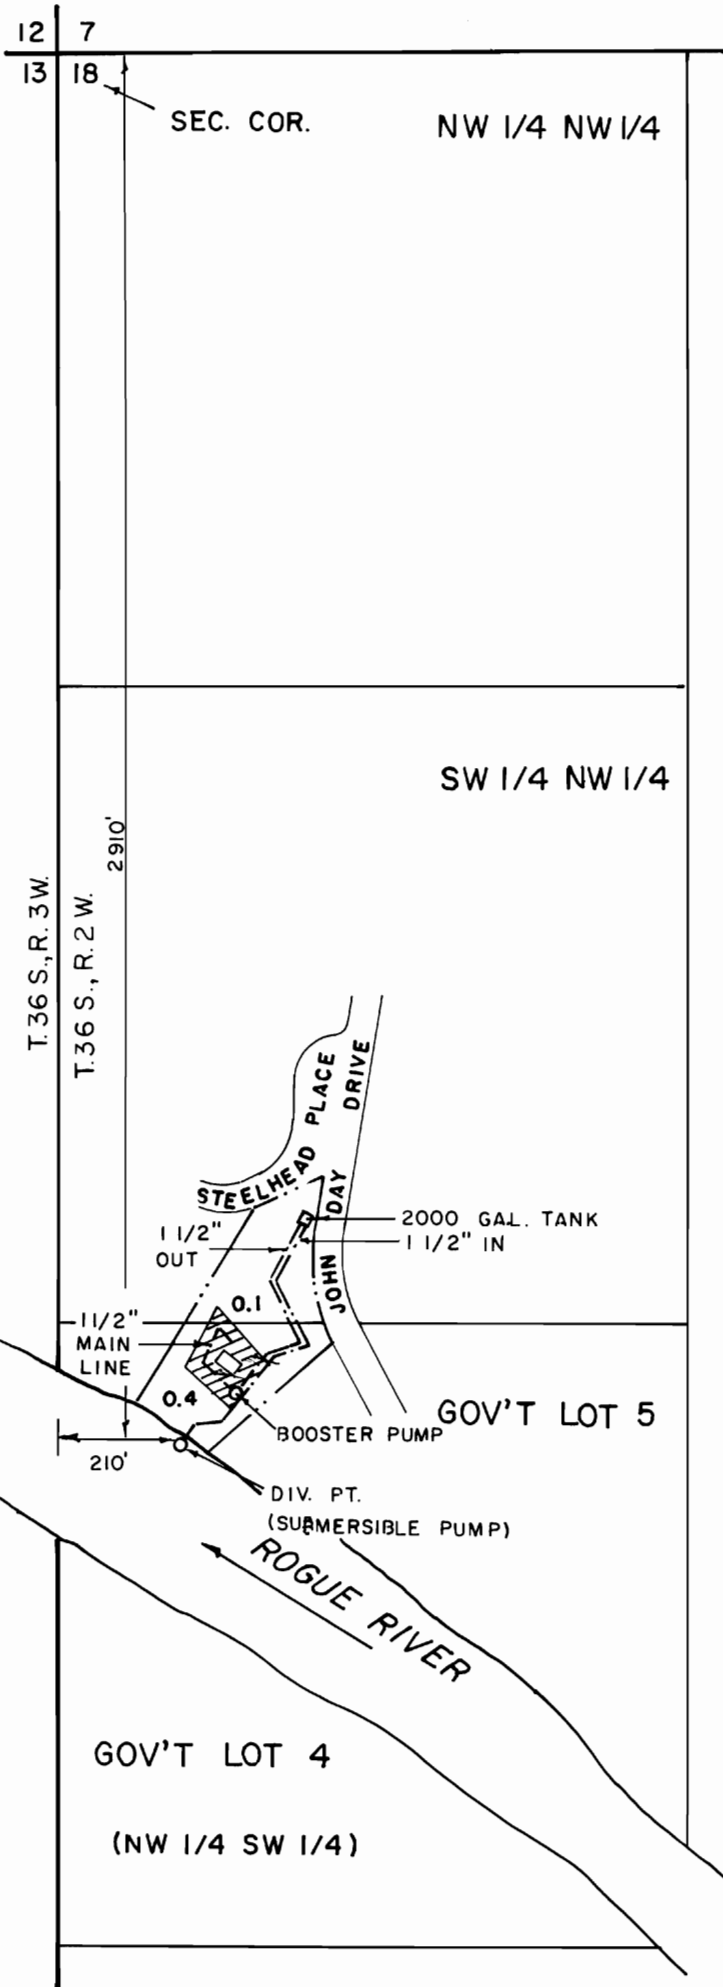 12 7
13 18
SEC. COR.
NW 1/4 NW 1/4
SW 1/4 NW 1/4
2910'
T. 36 S., R. 3 W.
T. 36 S., R. 2 W.
STEELHEAD PLACE
JOHN DAY DRIVE
2000 GAL. TANK
1 1/2" IN
1 1/2"
OUT
0.1
1 1/2"
MAIN
LINE
0.4
BOOSTER PUMP
GOV'T LOT 5
210'
DIV. PT.
(SUBMERSIBLE PUMP)
ROGUE RIVER
GOV'T LOT 4
(NW 1/4 SW 1/4)